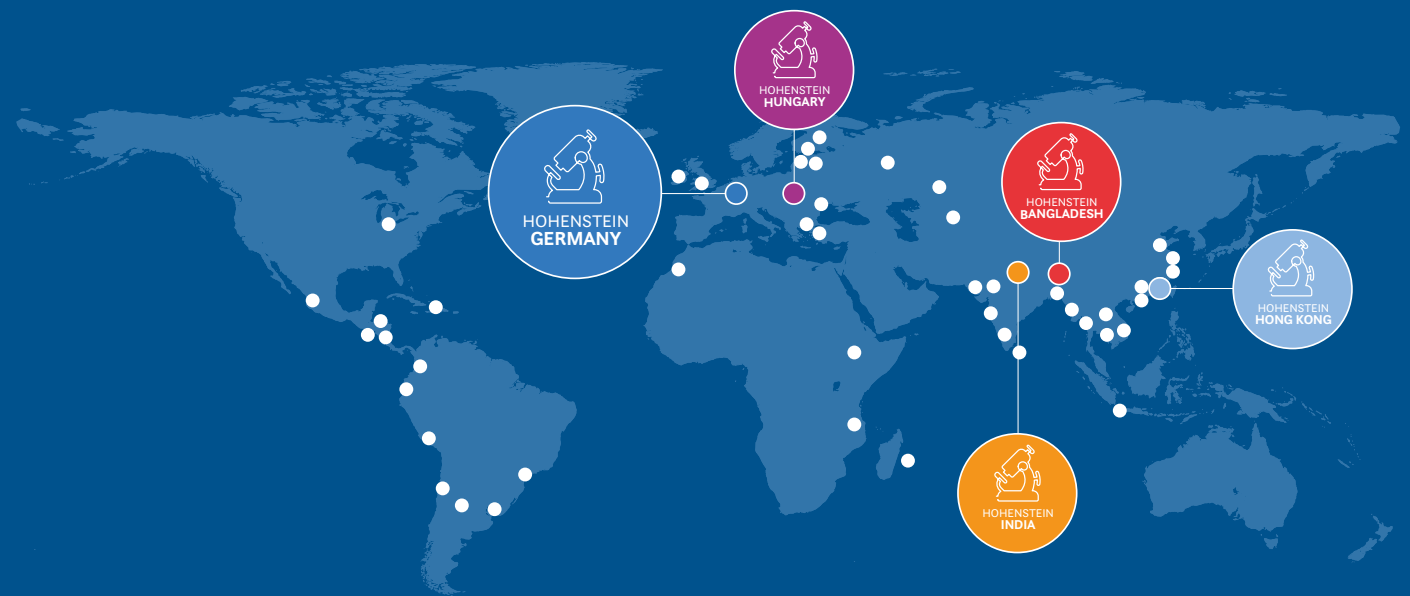 HOHENSTEIN
HUNGARY
HOHENSTEIN
GERMANY
HOHENSTEIN
BANGLADESH
HOHENSTEIN
HONG KONG
HOHENSTEIN
INDIA